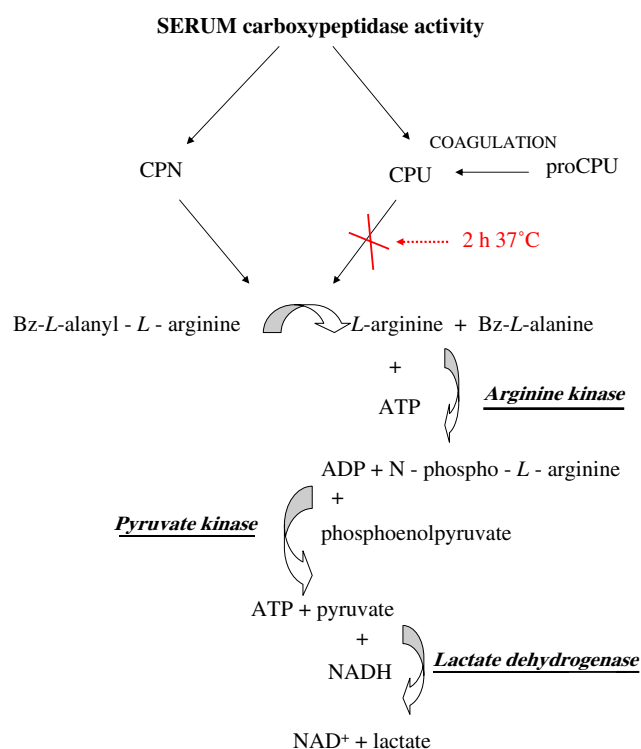 SERUM carboxypeptidase activity
COAGULATION
CPN
CPU
proCPU
2 h 37˚C
Bz-L-alanyl - L - arginine
L-arginine + Bz-L-alanine
+
ATP
Arginine kinase
ADP + N - phospho - L - arginine
+
Pyruvate kinase
phosphoenolpyruvate
ATP + pyruvate
+
NADH
Lactate dehydrogenase
NAD⁺ + lactate